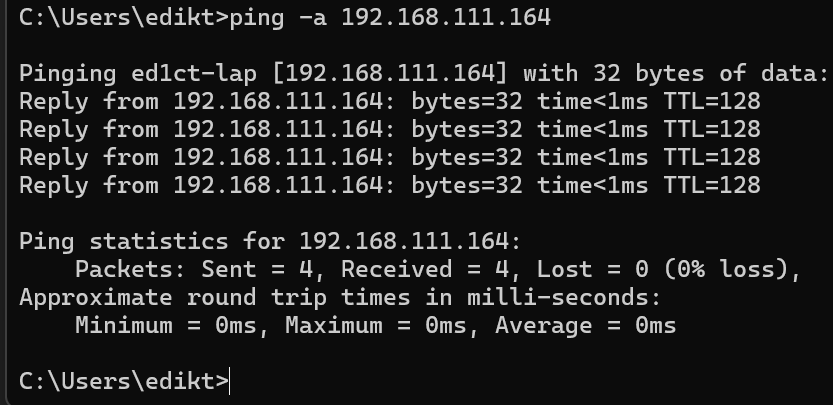 C:\Users\edikt>ping -a 192.168.111.164
Pinging ed1ct-lap [192.168.111.164] with 32 bytes of data:
Reply from 192.168.111.164: bytes=32 time<1ms TTL=128
Reply from 192.168.111.164: bytes=32 time<1ms TTL=128
Reply from 192.168.111.164: bytes=32 time<1ms TTL=128
Reply from 192.168.111.164: bytes=32 time<1ms TTL=128
Ping statistics for 192.168.111.164:
    Packets: Sent = 4, Received = 4, Lost = 0 (0% loss),
Approximate round trip times in milli-seconds:
    Minimum = 0ms, Maximum = 0ms, Average = 0ms
C:\Users\edikt>